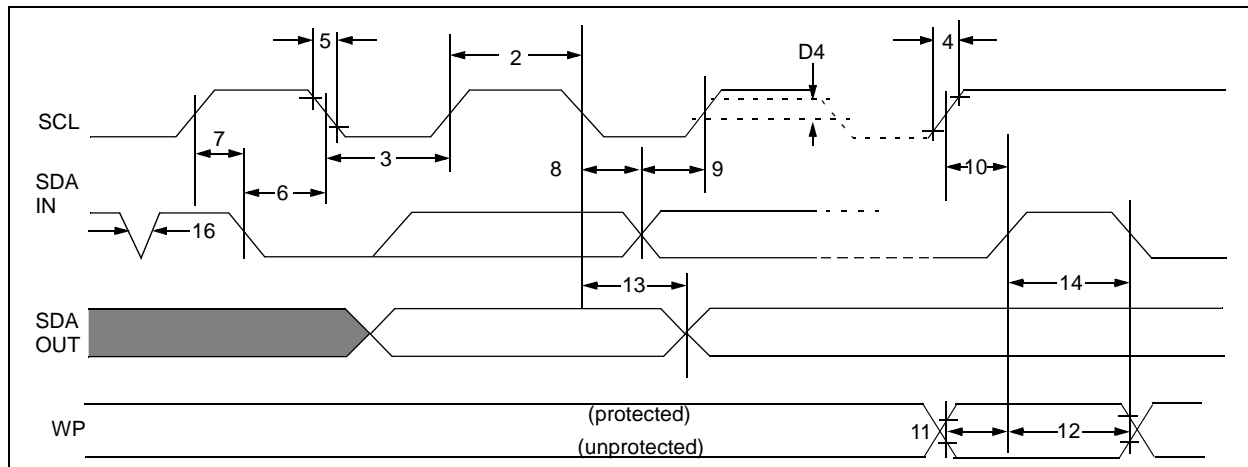 5
2
D4
4
SCL
7
3
8
9
10
SDA
IN
6
16
13
14
SDA
OUT
WP
(protected)
(unprotected)
11
12